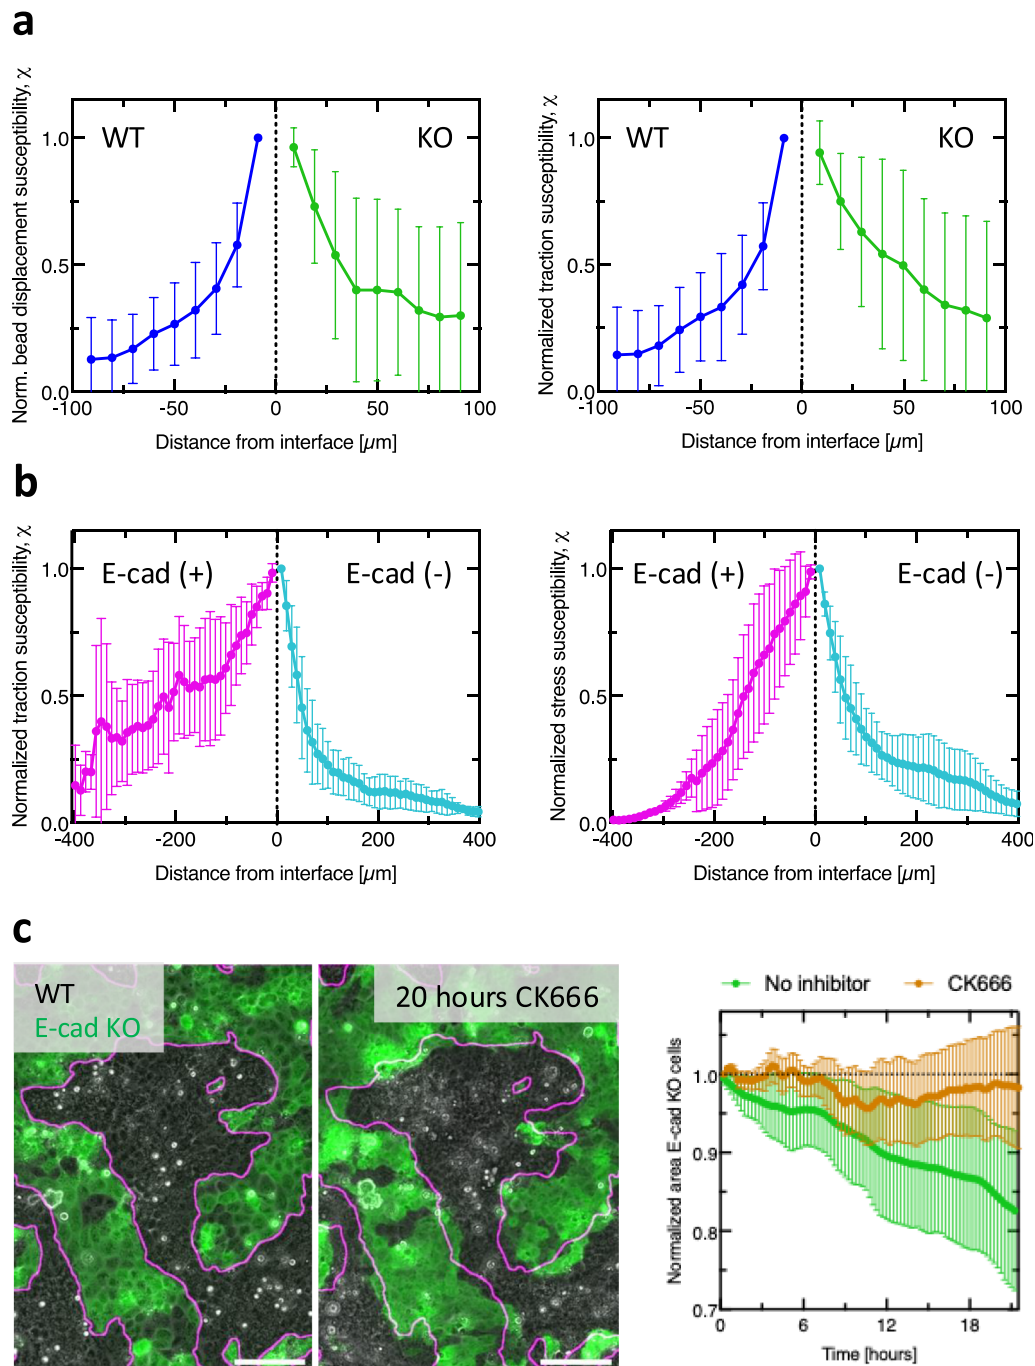 a
Norm. bead displacement susceptibility, χ
WT
KO
1.0
0.5
0.0
-100
-50
0
50
100
Distance from interface [µm]
Normalized traction susceptibility, χ
WT
KO
1.0
0.5
0.0
-100
-50
0
50
100
Distance from interface [µm]
b
Normalized traction susceptibility, χ
E-cad (+)
E-cad (-)
1.0
0.5
0.0
-400
-200
0
200
400
Distance from interface [µm]
Normalized stress susceptibility, χ
E-cad (+)
E-cad (-)
1.0
0.5
0.0
-400
-200
0
200
400
Distance from interface [µm]
c
WT
E-cad KO
20 hours CK666
No inhibitor
CK666
Normalized area E-cad KO cells
1.0
0.9
0.8
0.7
0
6
12
18
Time [hours]